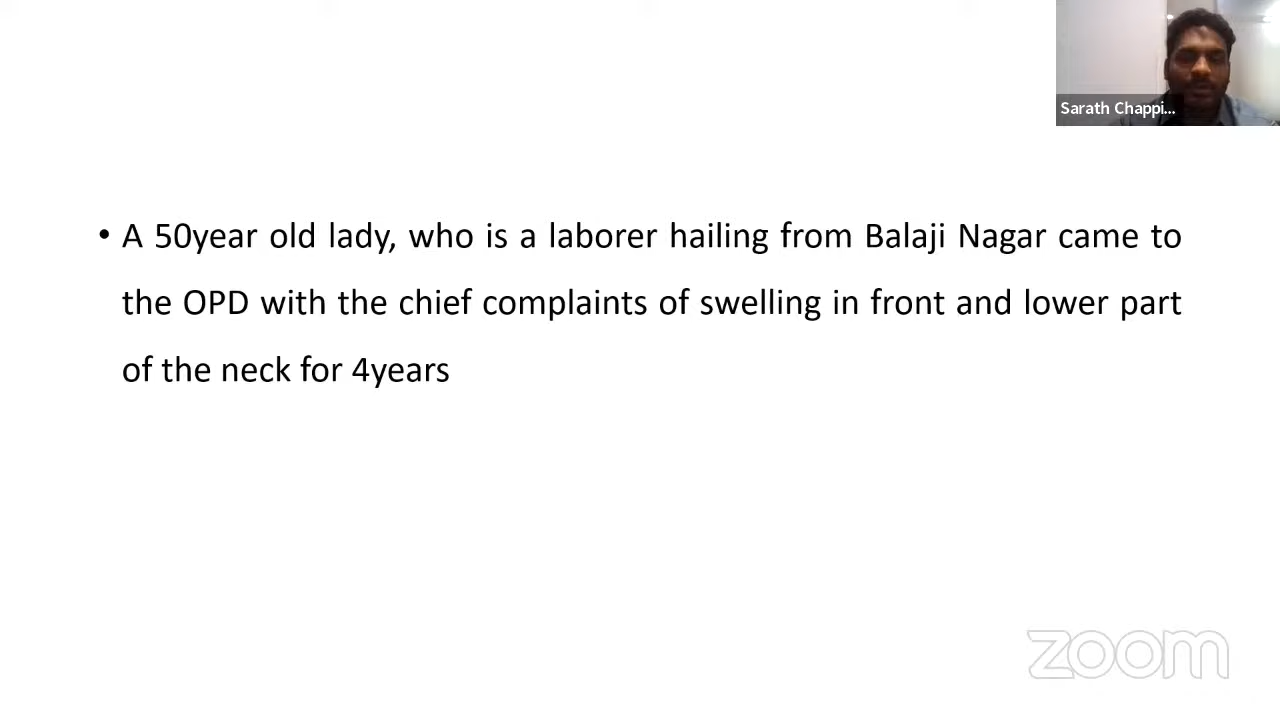 Sarath Chappi...
• A 50year old lady, who is a laborer hailing from Balaji Nagar came to
the OPD with the chief complaints of swelling in front and lower part
of the neck for 4years
zoom